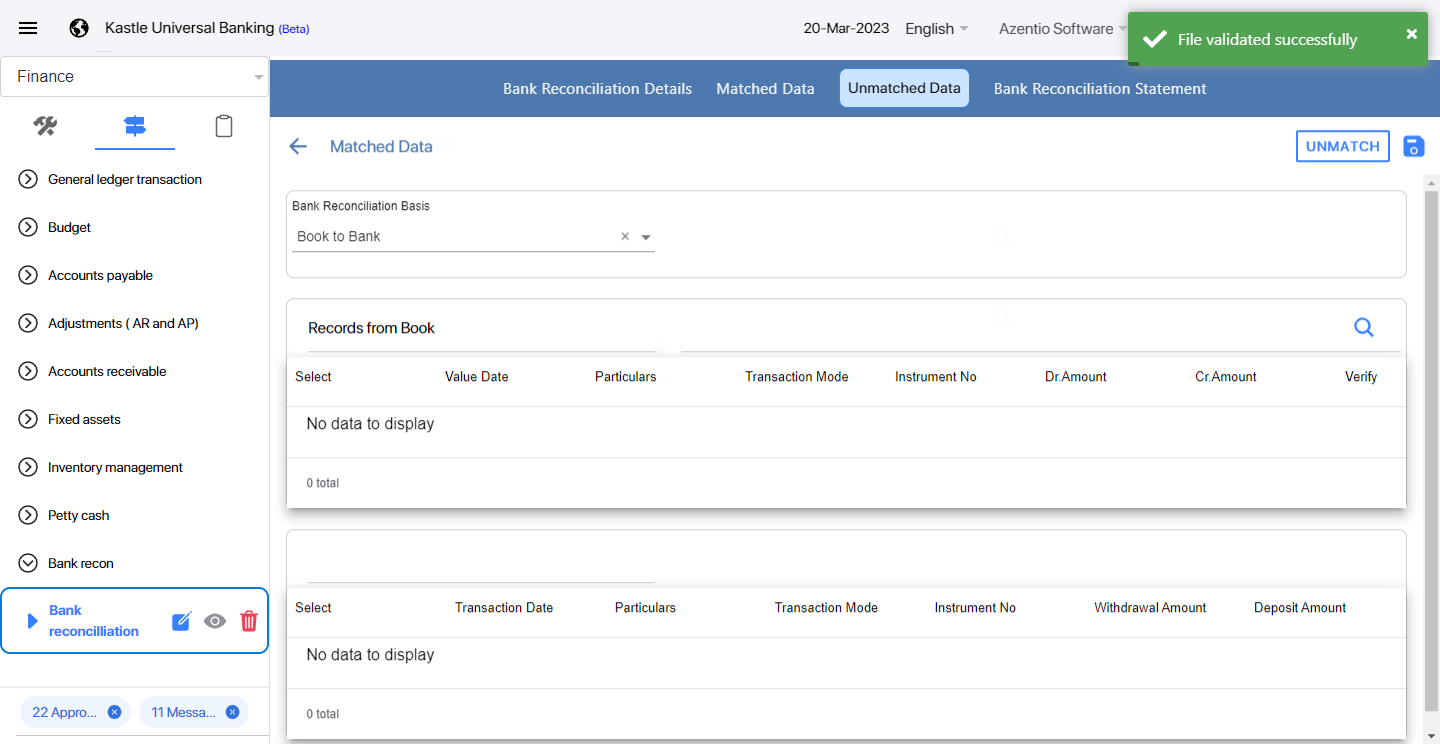 Kastle Universal Banking (Beta)
20-Mar-2023
English
Azentio Software
File validated successfully
Finance
Bank Reconciliation Details
Matched Data
Unmatched Data
Bank Reconciliation Statement
General ledger transaction
Budget
Accounts payable
Adjustments ( AR and AP)
Accounts receivable
Fixed assets
Inventory management
Petty cash
Bank recon
Bank
reconcilliation
22 Appro...
11 Messa...
Matched Data
UNMATCH
Bank Reconciliation Basis
Book to Bank
Records from Book
Select Value Date Particulars Transaction Mode Instrument No Dr.Amount Cr.Amount Verify
No data to display
0 total
Select Transaction Date Particulars Transaction Mode Instrument No Withdrawal Amount Deposit Amount
No data to display
0 total